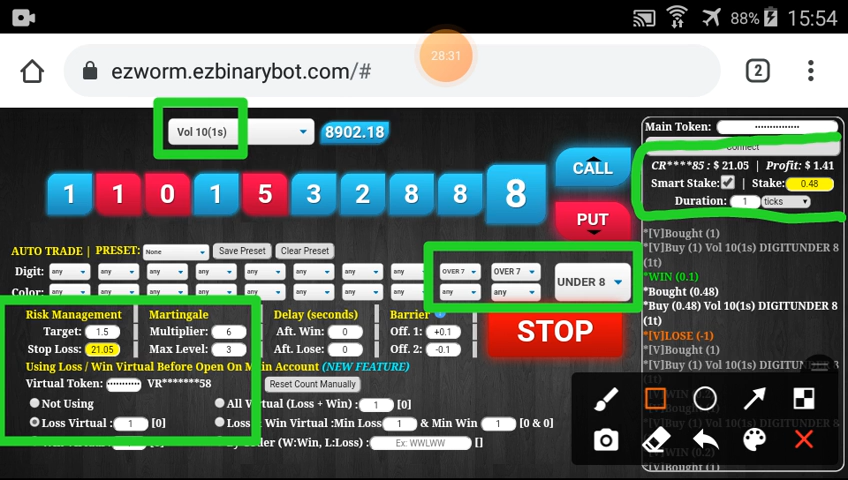 88% 15:54
28:31
ezworm.ezbinarybot.com/#
2
Vol 10(1s) 8902.18
1 1 0 1 5 3 2 8 8 8
CALL
PUT
AUTO TRADE | PRESET: None Save Preset Clear Preset
Digit: any any any any any any any any OVER 7 OVER 7
Color: any any any any any any any any any any
UNDER 8
Risk Management Martingale Delay (seconds) Barrier
Target: 1.5 Multiplier: 6 Aft. Win: 0 Off. 1: +0.1
Stop Loss: 21.05 Max Level: 3 Aft. Lose: 0 Off. 2: -0.1
STOP
Using Loss / Win Virtual Before Open On Main Account (NEW FEATURE)
Virtual Token: VR*******58 Reset Count Manually
Not Using All Virtual (Loss + Win) : 1 [0]
Loss Virtual : 1 [0] Loss & Win Virtual :Min Loss 1 & Min Win 1 [0 & 0]
(W:Win, L:Loss) : Ex: WWLWW []
Main Token:
Connect
CR****85 : $ 21.05 | Profit: $ 1.41
Smart Stake: | Stake: 0.48
Duration: 1 ticks
*[V]Bought (1)
*[V]Buy (1) Vol 10(1s) DIGITUNDER 8
(1t)
*WIN (0.1)
*Bought (0.48)
*Buy (0.48) Vol 10(1s) DIGITUNDER 8
(1t)
*[V]LOSE (-1)
*[V]Bought (1)
*[V]Buy (1) Vol 10(1s) DIGITUNDER 8